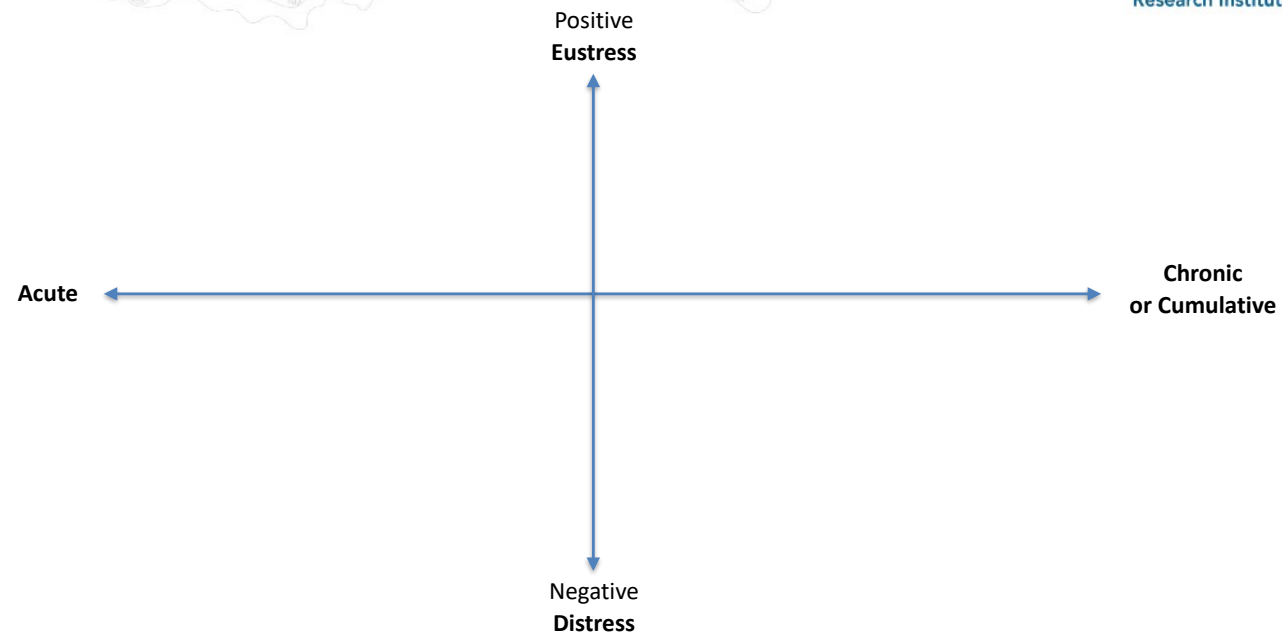 Research Institut
Positive
Eustress
Acute
Chronic
or Cumulative
Negative
Distress